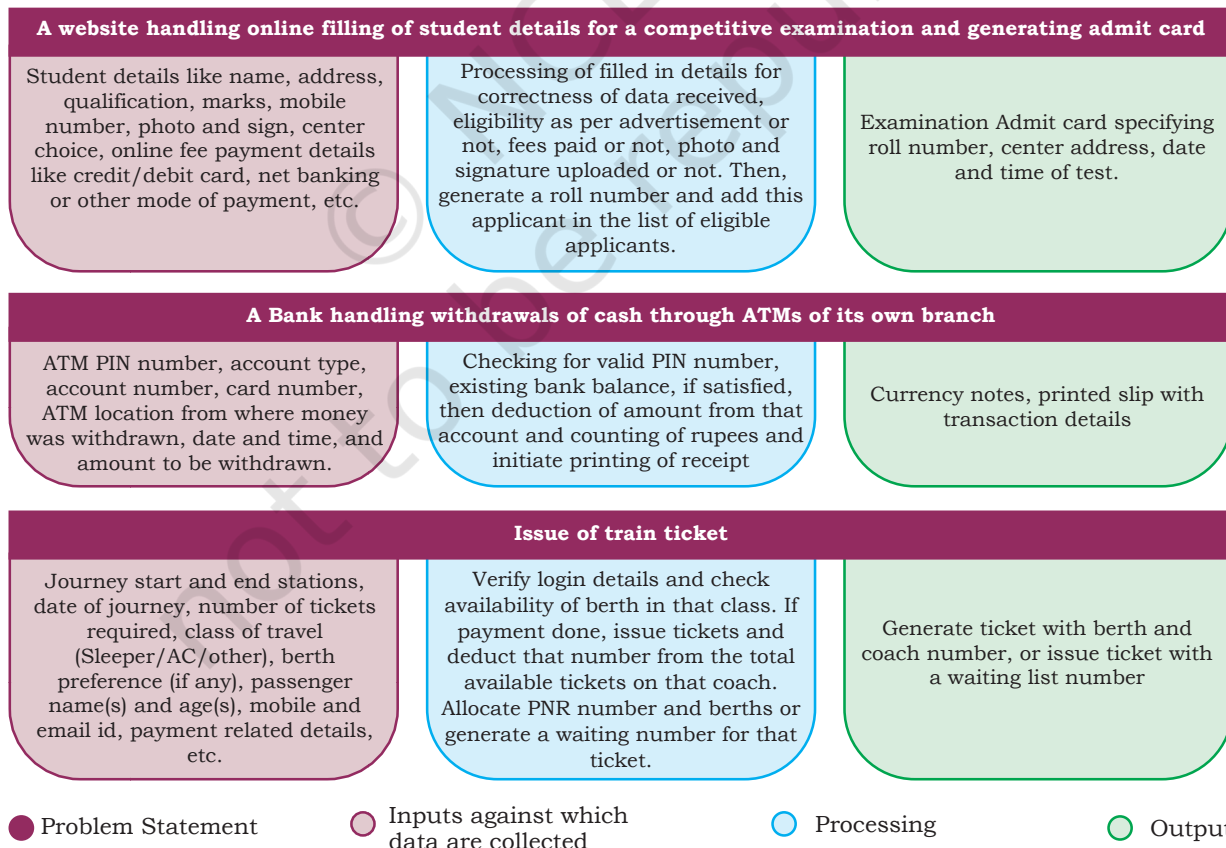 A website handling online filling of student details for a competitive examination and generating admit card
Student details like name, address,
qualification, marks, mobile
number, photo and sign, center
choice, online fee payment details
like credit/debit card, net banking
or other mode of payment, etc.
Processing of filled in details for
correctness of data received,
eligibility as per advertisement or
not, fees paid or not, photo and
signature uploaded or not. Then,
generate a roll number and add this
applicant in the list of eligible
applicants.
Examination Admit card specifying
roll number, center address, date
and time of test.
A Bank handling withdrawals of cash through ATMs of its own branch
ATM PIN number, account type,
account number, card number,
ATM location from where money
was withdrawn, date and time, and
amount to be withdrawn.
Checking for valid PIN number,
existing bank balance, if satisfied,
then deduction of amount from that
account and counting of rupees and
initiate printing of receipt
Currency notes, printed slip with
transaction details
Issue of train ticket
Journey start and end stations,
date of journey, number of tickets
required, class of travel
(Sleeper/AC/other), berth
preference (if any), passenger
name(s) and age(s), mobile and
email id, payment related details,
etc.
Verify login details and check
availability of berth in that class. If
payment done, issue tickets and
deduct that number from the total
available tickets on that coach.
Allocate PNR number and berths or
generate a waiting number for that
ticket.
Generate ticket with berth and
coach number, or issue ticket with
a waiting list number
Problem Statement
Inputs against which
data are collected
Processing
Output
© NC
not to be repu